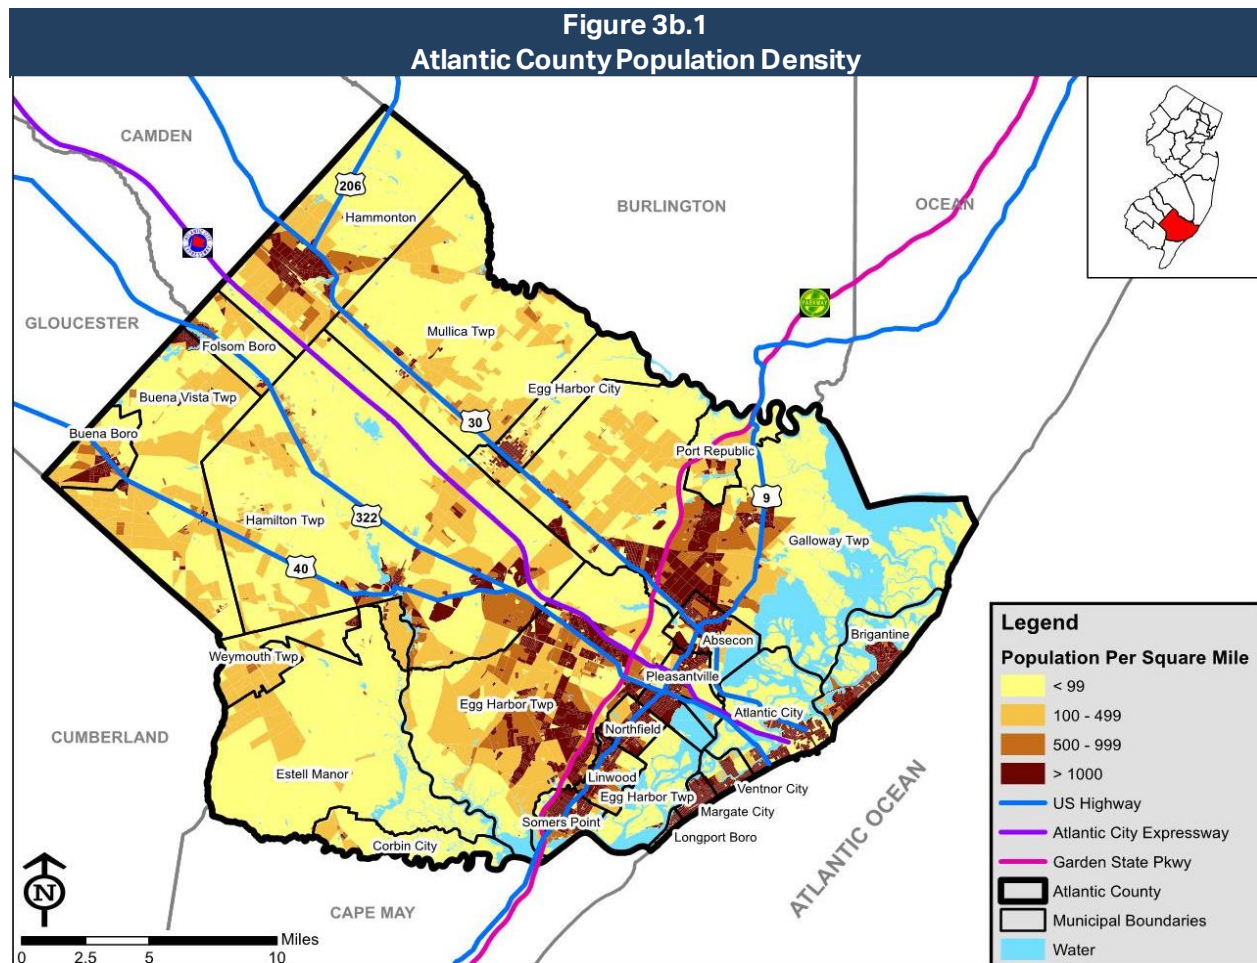 Figure 3b.1
Atlantic County Population Density
CAMDEN
206
Hammonton
BURLINGTON
OCEAN
GLOUCESTER
PARKWAY
Folsom Boro
Mullica Twp
Buena Vista Twp
Egg Harbor City
Buena Boro
30
Port Republic
9
Hamilton Twp
322
Galloway Twp
40
Absecon
Brigantine
Weymouth Twp
Pleasantville
Egg Harbor Twp
Atlantic City
Northfield
CUMBERLAND
Estell Manor
Linwood
Ventnor City
Egg Harbor Twp
Margate City
Somers Point
Longport Boro
Corbin City
ATLANTIC OCEAN
N
CAPE MAY
Miles
0 2.5 5 10
Legend
Population Per Square Mile
< 99
100 - 499
500 - 999
> 1000
US Highway
Atlantic City Expressway
Garden State Pkwy
Atlantic County
Municipal Boundaries
Water